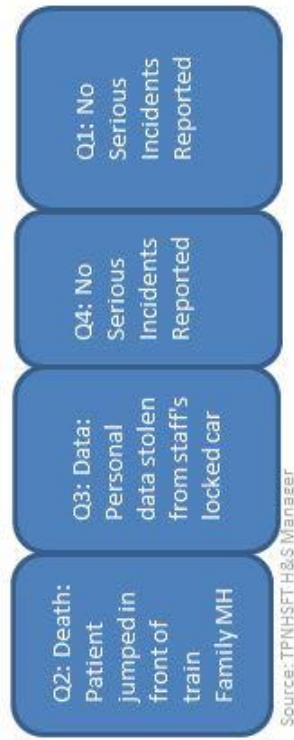 Q2: Death:
Patient
jumped in
front of
train
Family MH
Q3: Data:
Personal
data stolen
from staff's
locked car
Q4: No
Serious
Incidents
Reported
Q1: No
Serious
Incidents
Reported
Source: TPNHSFT H&S Manager